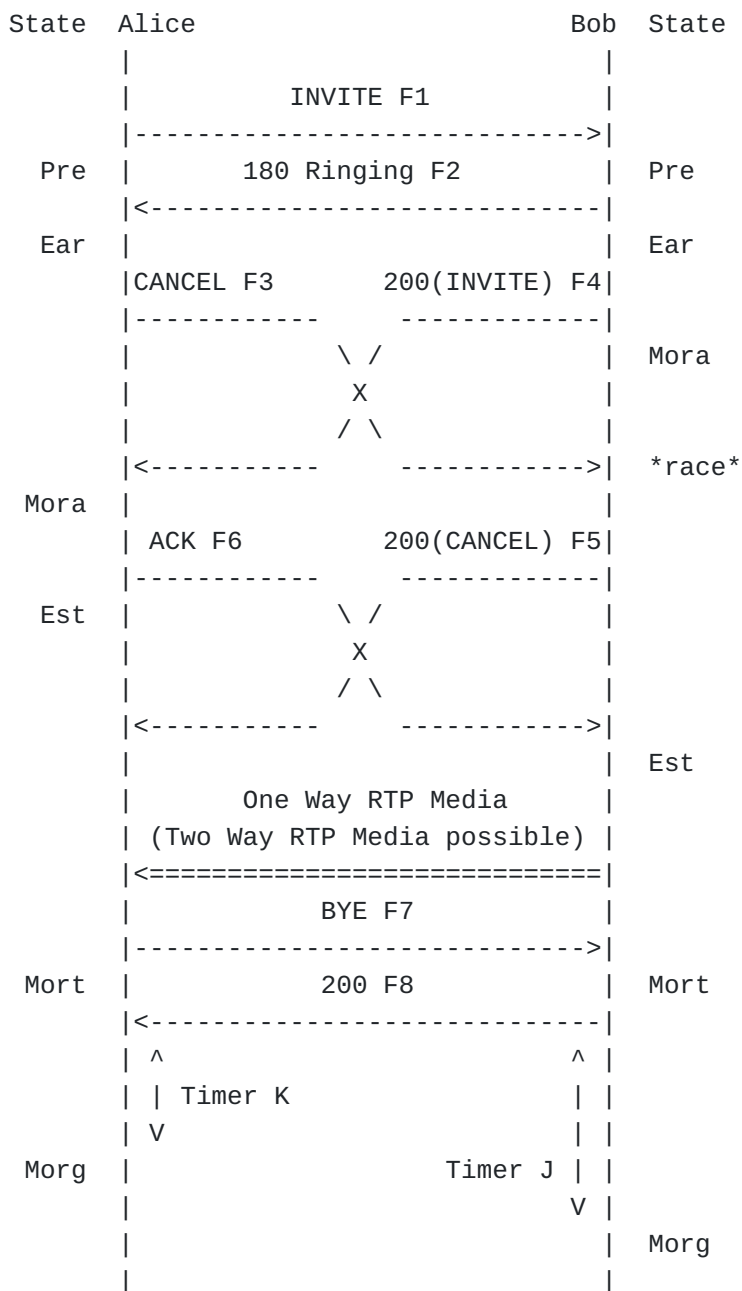 State  Alice                             Bob  State
       |                              |
       |          INVITE F1           |
       |----------------------------->|
  Pre  |       180 Ringing F2         |  Pre
       |<-----------------------------|
  Ear  |                              |  Ear
       |CANCEL F3       200(INVITE) F4|
       |------------     -------------|
       |             \ /              |  Mora
       |              X               |
       |             / \              |
       |<-----------     ------------>|  *race*
 Mora  |                              |
       | ACK F6         200(CANCEL) F5|
       |------------     -------------|
  Est  |             \ /              |
       |              X               |
       |             / \              |
       |<-----------     ------------>|
       |                              |  Est
       |       One Way RTP Media      |
       | (Two Way RTP Media possible) |
       |<=============================|
       |            BYE F7            |
       |----------------------------->|
 Mort  |            200 F8            |  Mort
       |<-----------------------------|
       | ^                          ^ |
       | | Timer K                  | |
       | V                          | |
 Morg  |                    Timer J | |
       |                            V |
       |                              |  Morg
       |                              |